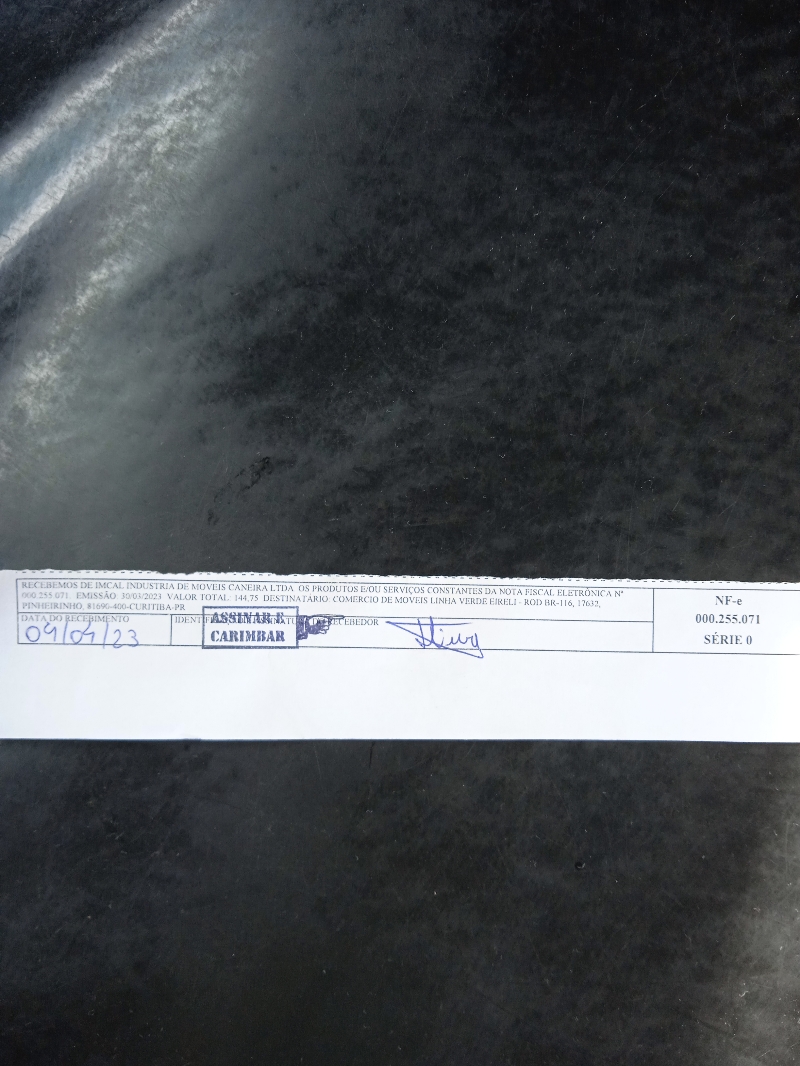 RECEBEMOS DE IMCAL INDUSTRIA DE MOVEIS CANEIRA LTDA OS PRODUTOS E/OU SERVIÇOS CONSTANTES DA NOTA FISCAL ELETRÔNICA Nº
000.255.071 EMISSÃO: 30/03/2023 VALOR TOTAL: 144,75 DESTINATARIO: COMERCIO DE MOVEIS LINHA VERDE EIRELI - ROD BR-116, 17632,
PINHEIRINHO, 81690-400-CURITIBA-PR
DATA DO RECEBIMENTO
04/04/23
RECEBEDOR
ASSINAR E
CARIMBAR
NF-e
000.255.071
SÉRIE 0